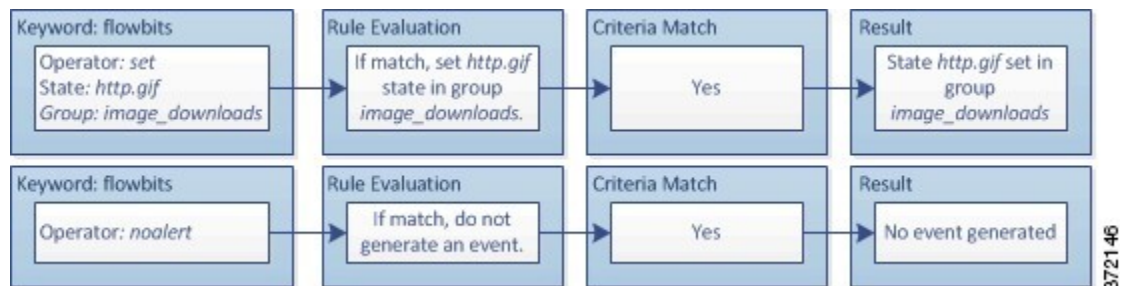 Keyword: flowbits
Operator: set
State: http.gif
Group: image_downloads
Rule Evaluation
If match, set http.gif
state in group
image_downloads.
Criteria Match
Yes
Result
State http.gif set in
group
image_downloads
Keyword: flowbits
Operator: noalert
Rule Evaluation
If match, do not
generate an event.
Criteria Match
Yes
Result
No event generated
372146